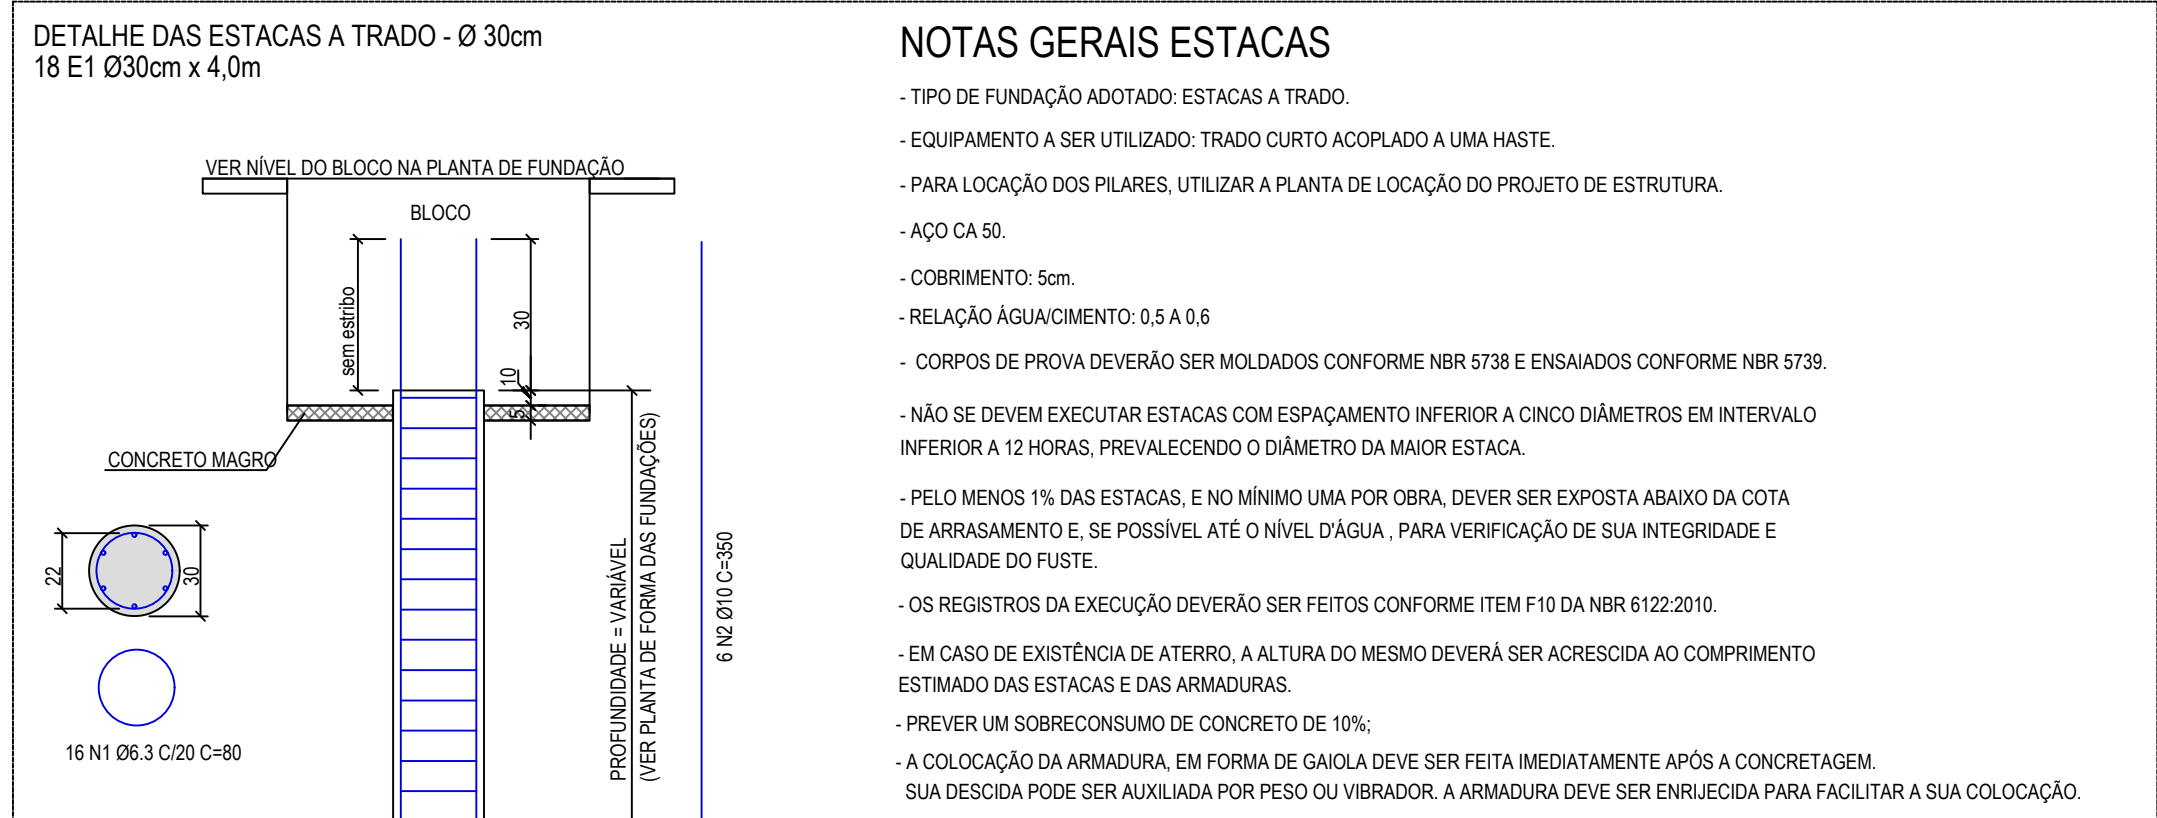 DETALHE DAS ESTACAS A TRADO - Ø 30cm
18 E1 Ø30cm x 4,0m
VER NÍVEL DO BLOCO NA PLANTA DE FUNDAÇÃO
BLOCO
sem estribo
30
10
5
CONCRETO MAGRO
22
30
16 N1 Ø6.3 C/20 C=80
PROFUNDIDADE = VARIÁVEL
(VER PLANTA DE FORMA DAS FUNDAÇÕES)
6 N2 Ø10 C=350
NOTAS GERAIS ESTACAS
- TIPO DE FUNDAÇÃO ADOTADO: ESTACAS A TRADO.
- EQUIPAMENTO A SER UTILIZADO: TRADO CURTO ACOPLADO A UMA HASTE.
- PARA LOCAÇÃO DOS PILARES, UTILIZAR A PLANTA DE LOCAÇÃO DO PROJETO DE ESTRUTURA.
- AÇO CA 50.
- COBRIMENTO: 5cm.
- RELAÇÃO ÁGUA/CIMENTO: 0,5 A 0,6
- CORPOS DE PROVA DEVERÃO SER MOLDADOS CONFORME NBR 5738 E ENSAIADOS CONFORME NBR 5739.
- NÃO SE DEVEM EXECUTAR ESTACAS COM ESPAÇAMENTO INFERIOR A CINCO DIÂMETROS EM INTERVALO
INFERIOR A 12 HORAS, PREVALECENDO O DIÂMETRO DA MAIOR ESTACA.
- PELO MENOS 1% DAS ESTACAS, E NO MÍNIMO UMA POR OBRA, DEVER SER EXPOSTA ABAIXO DA COTA
DE ARRASAMENTO E, SE POSSÍVEL ATÉ O NÍVEL D'ÁGUA , PARA VERIFICAÇÃO DE SUA INTEGRIDADE E
QUALIDADE DO FUSTE.
- OS REGISTROS DA EXECUÇÃO DEVERÃO SER FEITOS CONFORME ITEM F10 DA NBR 6122:2010.
- EM CASO DE EXISTÊNCIA DE ATERRO, A ALTURA DO MESMO DEVERÁ SER ACRESCIDA AO COMPRIMENTO
ESTIMADO DAS ESTACAS E DAS ARMADURAS.
- PREVER UM SOBRECONSUMO DE CONCRETO DE 10%;
- A COLOCAÇÃO DA ARMADURA, EM FORMA DE GAIOLA DEVE SER FEITA IMEDIATAMENTE APÓS A CONCRETAGEM.
SUA DESCIDA PODE SER AUXILIADA POR PESO OU VIBRADOR. A ARMADURA DEVE SER ENRIJECIDA PARA FACILITAR A SUA COLOCAÇÃO.